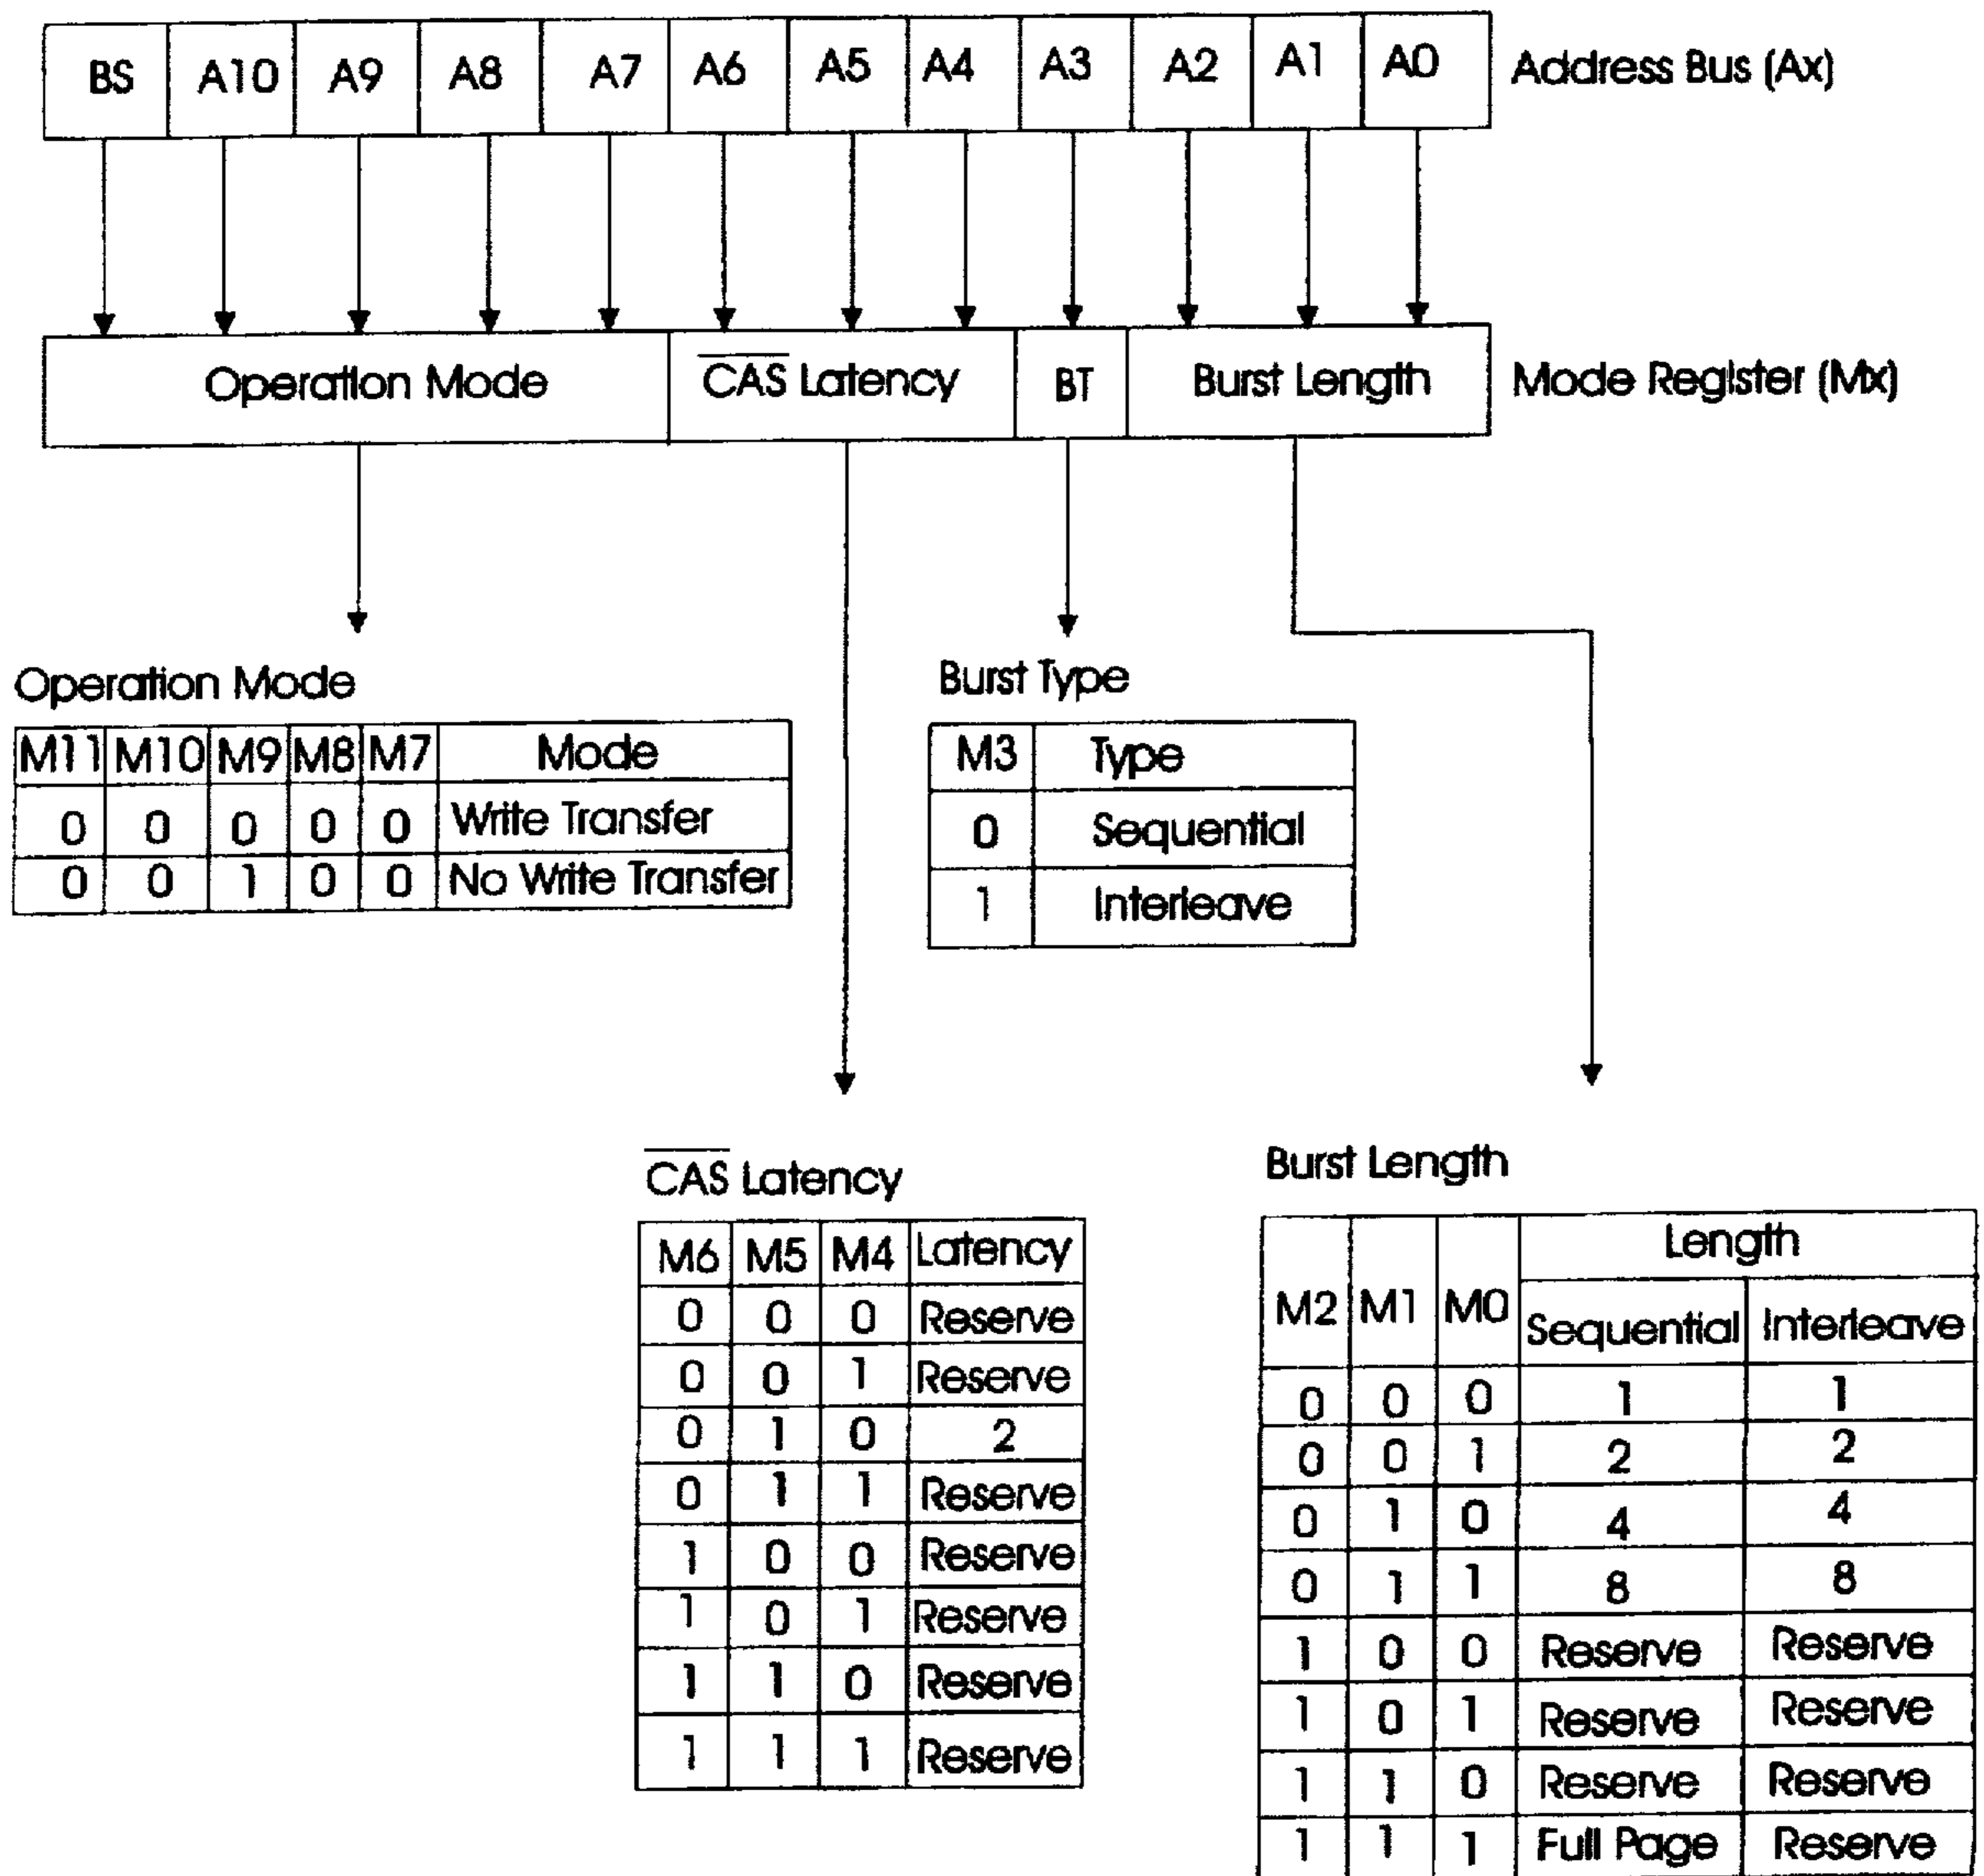 BS A10 A9 A8 A7 A6 A5 A4 A3 A2 A1 A0 Address Bus (Ax)
Operation Mode CAS Latency BT Burst Length Mode Register (Mx)
Operation Mode
M11 M10 M9 M8 M7 Mode
0 0 0 0 0 Write Transfer
0 0 1 0 0 No Write Transfer
Burst Type
M3 Type
0 Sequential
1 Interleave
CAS Latency
M6 M5 M4 Latency
0 0 0 Reserve
0 0 1 Reserve
0 1 0 2
0 1 1 Reserve
1 0 0 Reserve
1 0 1 Reserve
1 1 0 Reserve
1 1 1 Reserve
Burst Length
Length
M2 M1 M0 Sequential Interleave
0 0 0 1 1
0 0 1 2 2
0 1 0 4 4
0 1 1 8 8
1 0 0 Reserve Reserve
1 0 1 Reserve Reserve
1 1 0 Reserve Reserve
1 1 1 Full Page Reserve